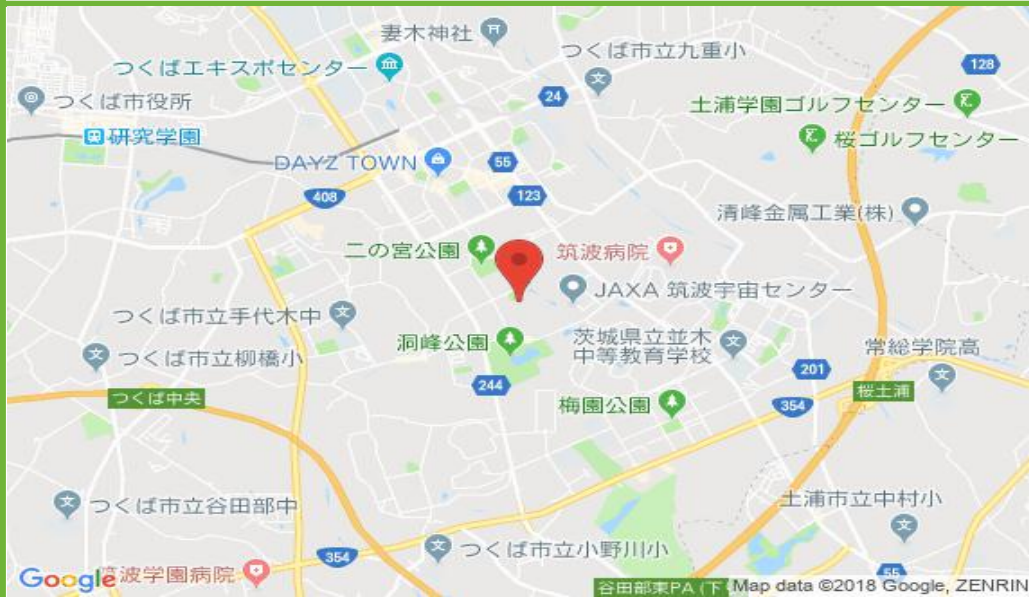 妻木神社
つくばエキスポセンター
つくば市立九重小
128
つくば市役所
24
土浦学園ゴルフセンター
研究学園
桜ゴルフセンター
DAYZ TOWN
55
408
123
清峰金属工業(株)
二の宮公園
筑波病院
JAXA 筑波宇宙センター
つくば市立手代木中
洞峰公園
茨城県立並木
中等教育学校
つくば市立柳橋小
常総学院高
244
201
つくば中央
桜土浦
梅園公園
354
つくば市立谷田部中
土浦市立中村小
354
つくば市立小野川小
55
Google
筑波学園病院
谷田部東PA (下
Map data ©2018 Google, ZENRIN